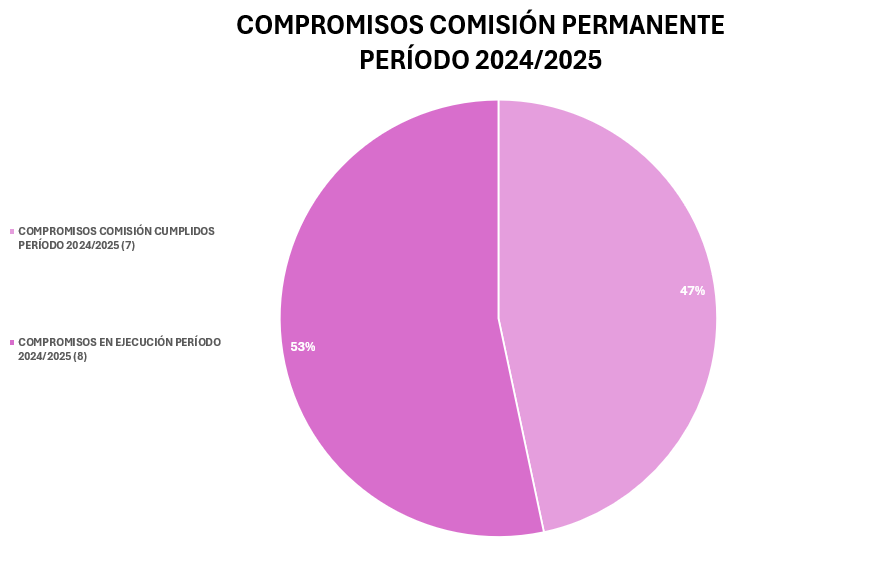 COMPROMISOS COMISIÓN PERMANENTE
PERÍODO 2024/2025
COMPROMISOS COMISIÓN CUMPLIDOS
PERÍODO 2024/2025 (7)
COMPROMISOS EN EJECUCIÓN PERÍODO
2024/2025 (8)
47%
53%